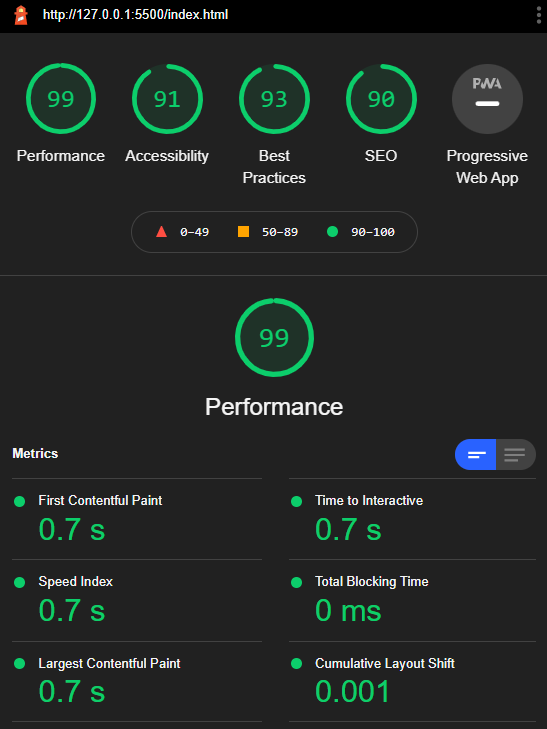 http://127.0.0.1:5500/index.html
99 91 93 90 PWA
Performance Accessibility Best Practices SEO Progressive Web App
0–49 50–89 90–100
99
Performance
Metrics
First Contentful Paint
0.7 s
Time to Interactive
0.7 s
Speed Index
0.7 s
Total Blocking Time
0 ms
Largest Contentful Paint
0.7 s
Cumulative Layout Shift
0.001